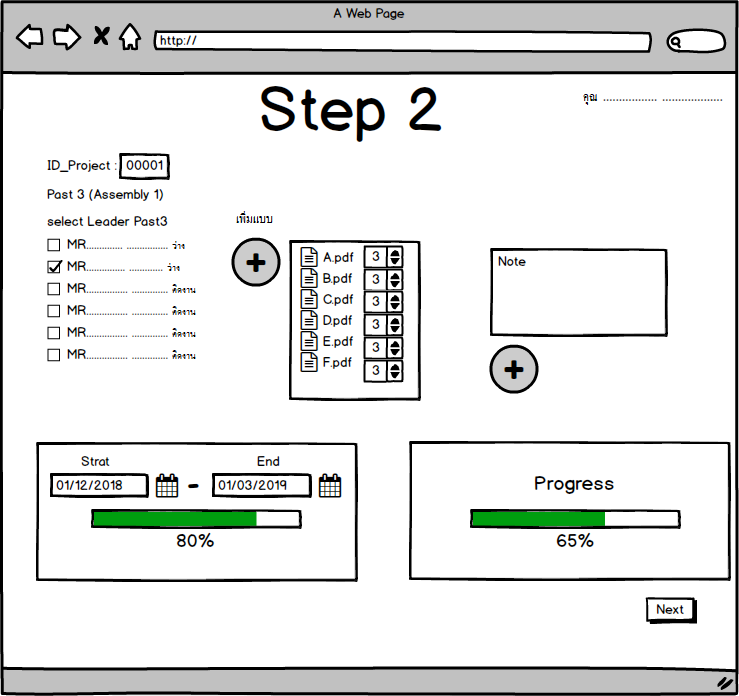 A Web Page
http://
Step 2
คุณ ................. ...................
ID_Project : 00001
Past 3 (Assembly 1)
select Leader Past3
MR.............. .............. ว่าง
MR............... ............ ว่าง
MR............... .............. ติดงาน
MR............... .............. ติดงาน
MR............... .............. ติดงาน
MR............... .............. ติดงาน
เพิ่มแบบ
A.pdf 3
B.pdf 3
C.pdf 3
D.pdf 3
E.pdf 3
F.pdf 3
Note
Strat End
01/12/2018 - 01/03/2019
80%
Progress
65%
Next